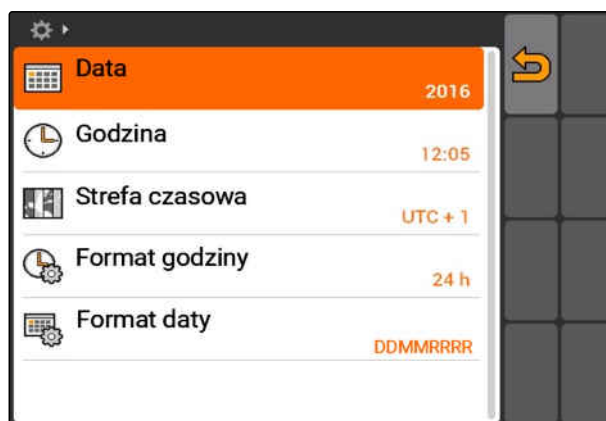 Data
2016
Godzina
12:05
Strefa czasowa
UTC + 1
Format godziny
24 h
Format daty
DDMMRRRR